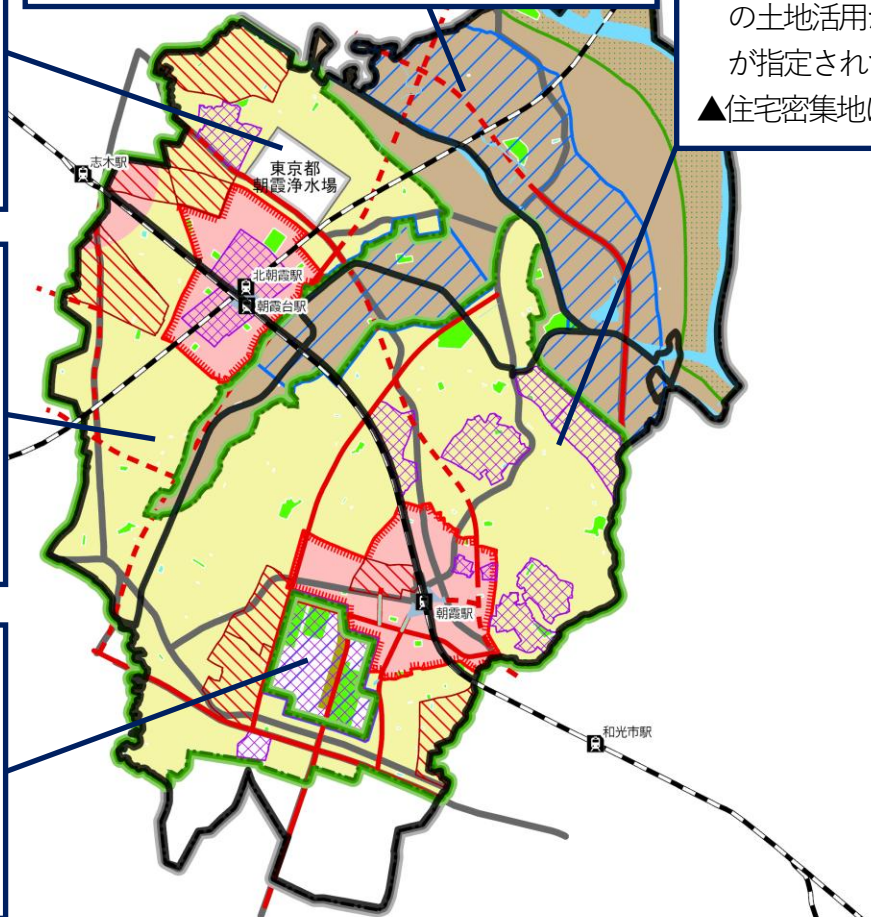 の土地活用
が指定され
▲住宅密集地
志木駅
東京都
朝霞浄水場
北朝霞駅
朝霞台駅
朝霞駅
和光市駅